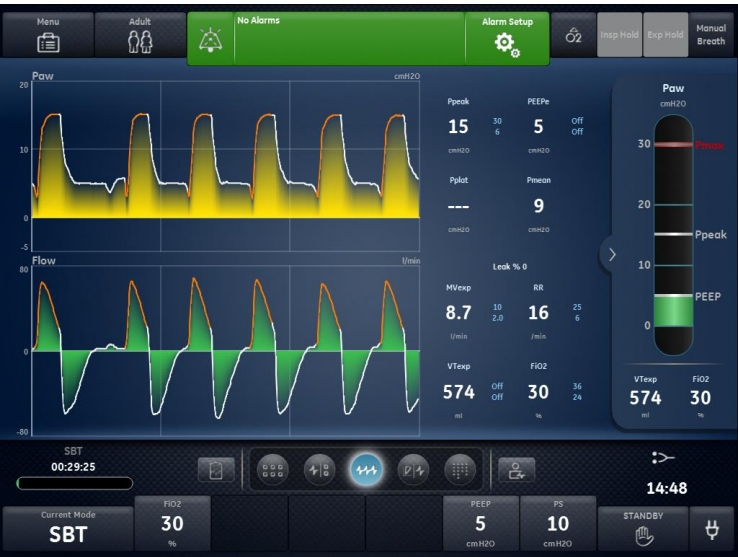 Menu
Adult
No Alarms
Alarm Setup
O2
Insp Hold
Exp Hold
Manual
Breath
Paw
cmH2O
20
10
0
-5
Flow
l/min
80
0
-80
Ppeak
15
30
6
cmH2O
PEEPe
5
Off
Off
cmH2O
Pplat
---
cmH2O
Pmean
9
cmH2O
Leak % 0
MVexp
8.7
10
2.0
l/min
RR
16
25
6
/min
VTexp
574
Off
Off
ml
FiO2
30
36
24
%
Paw
cmH2O
30
Pmax
20
Ppeak
10
PEEP
0
VTexp
574
ml
FiO2
30
%
SBT
00:29:25
14:48
Current Mode
SBT
FiO2
30
%
PEEP
5
cmH2O
PS
10
cmH2O
STANDBY